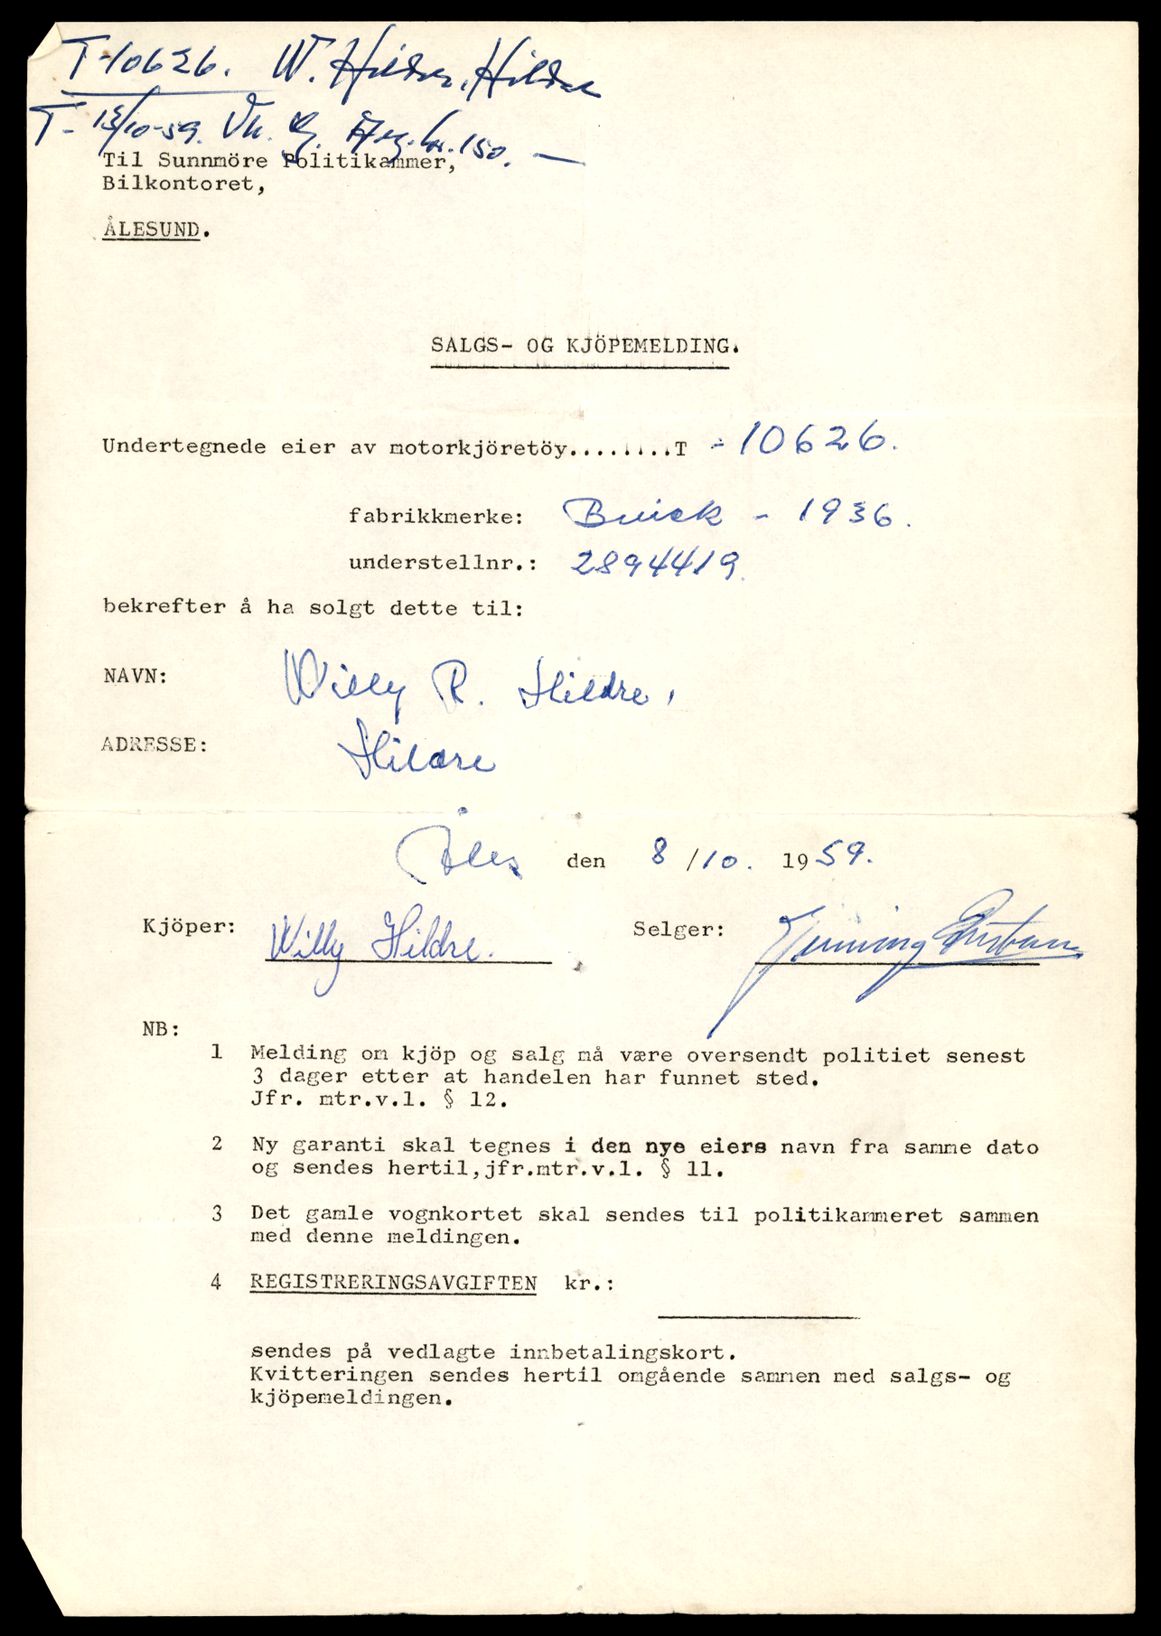 T-10626. W. Hildre, Hildre
T- 13/10-59. Vk. G. kr. 150. —
Til Sunnmöre Politikammer,
Bilkontoret,
ÅLESUND.
SALGS- OG KJÖPEMELDING.
Undertegnede eier av motorkjöretöy........T - 10626.
fabrikkmerke: Buick - 1936.
understellnr.: 2894419.
bekrefter å ha solgt dette til:
NAVN: Willy R. Hildre,
ADRESSE: Hildre
Åles den 8/10. 1959.
Kjöper: Willy Hildre. Selger:
NB:
1 Melding om kjöp og salg må være oversendt politiet senest
3 dager etter at handelen har funnet sted.
Jfr. mtr.v.l. § 12.
2 Ny garanti skal tegnes i den nye eiers navn fra samme dato
og sendes hertil,jfr.mtr.v.l. § 11.
3 Det gamle vognkortet skal sendes til politikammeret sammen
med denne meldingen.
4 REGISTRERINGSAVGIFTEN kr.:
sendes på vedlagte innbetalingskort.
Kvitteringen sendes hertil omgående sammen med salgs- og
kjöpemeldingen.